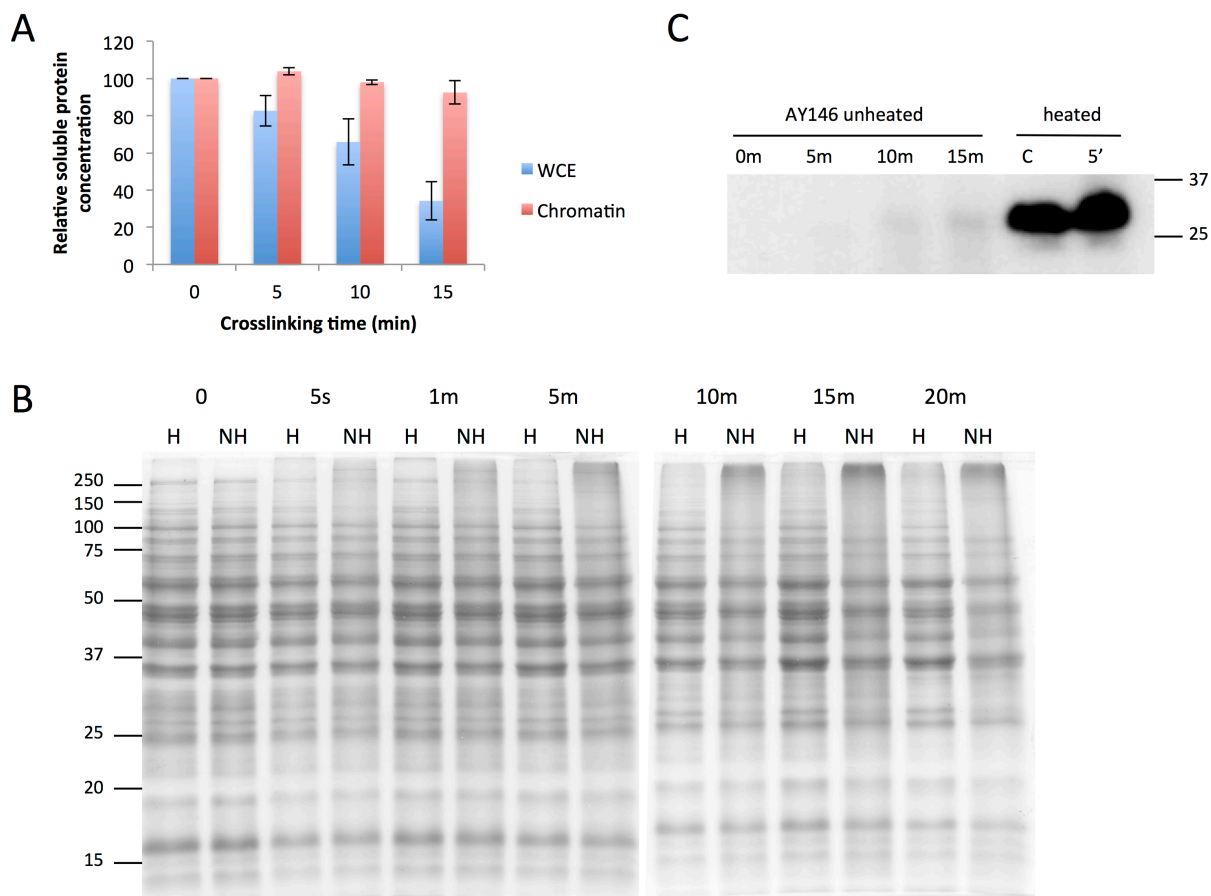 A
Relative soluble protein
concentration
120
100
80
60
40
20
0
0 5 10 15
Crosslinking time (min)
WCE
Chromatin
C
AY146 unheated heated
0m 5m 10m 15m C 5’
37
25
B
0 5s 1m 5m 10m 15m 20m
H NH H NH H NH H NH H NH H NH H NH
250
150
100
75
50
37
25
20
15